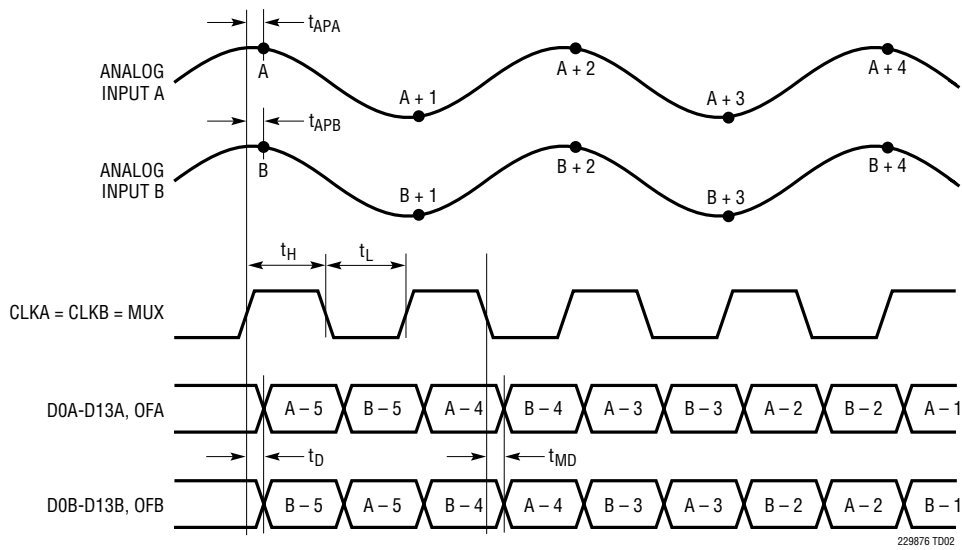 tAPA
ANALOG
INPUT A
A
A + 1
A + 2
A + 3
A + 4
tAPB
ANALOG
INPUT B
B
B + 1
B + 2
B + 3
B + 4
tH
tL
CLKA = CLKB = MUX
D0A-D13A, OFA
A – 5
B – 5
A – 4
B – 4
A – 3
B – 3
A – 2
B – 2
A – 1
tD
tMD
D0B-D13B, OFB
B – 5
A – 5
B – 4
A – 4
B – 3
A – 3
B – 2
A – 2
B – 1
229876 TD02